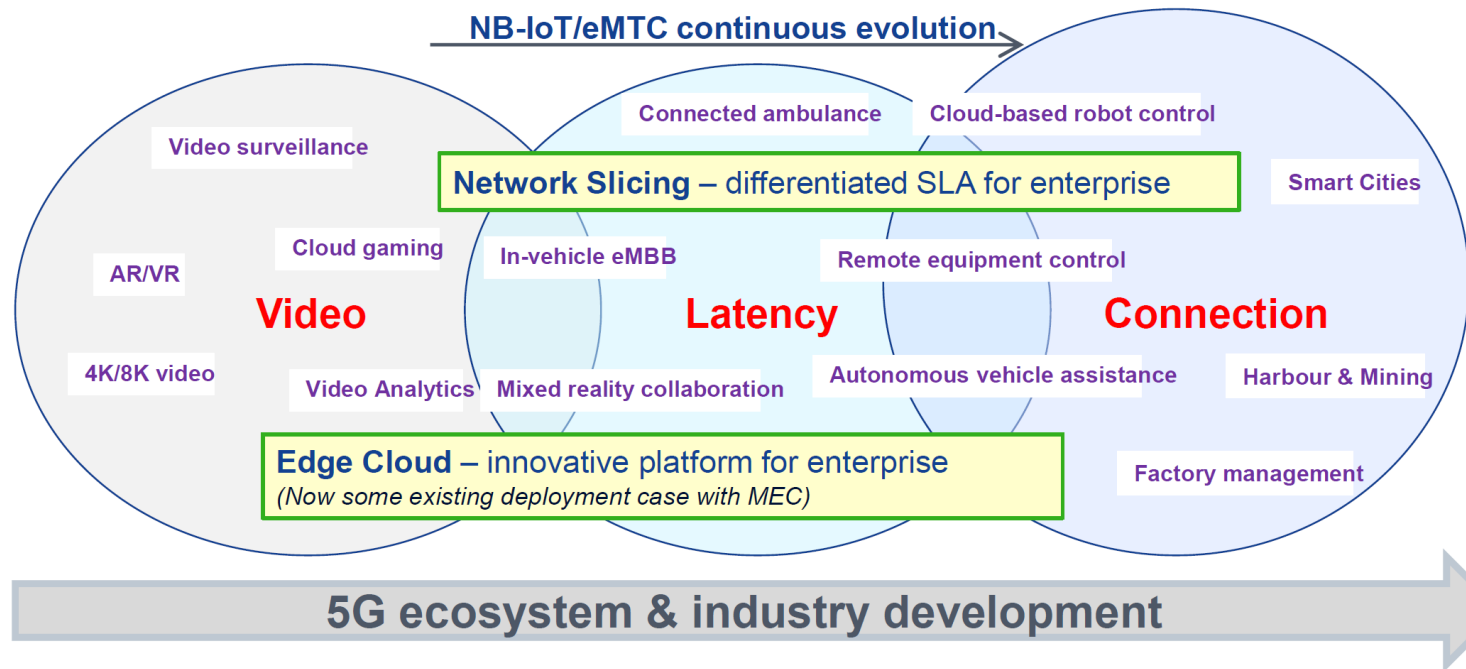 NB-IoT/eMTC continuous evolution
Connected ambulance
Cloud-based robot control
Video surveillance
Network Slicing – differentiated SLA for enterprise
Smart Cities
Cloud gaming
In-vehicle eMBB
Remote equipment control
AR/VR
Video
Latency
Connection
4K/8K video
Video Analytics
Mixed reality collaboration
Autonomous vehicle assistance
Harbour & Mining
Edge Cloud – innovative platform for enterprise
(Now some existing deployment case with MEC)
Factory management
5G ecosystem & industry development